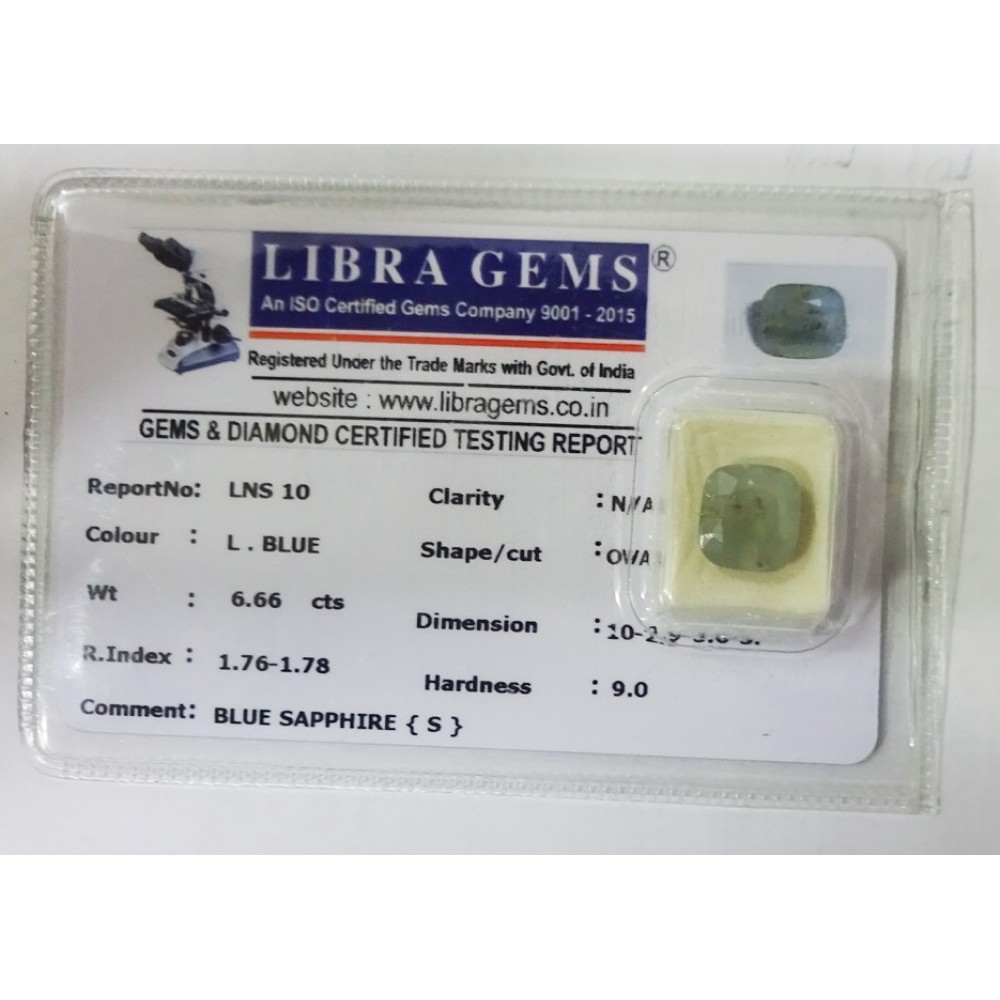 LIBRA GEMS ®
An ISO Certified Gems Company 9001 - 2015
Registered Under the Trade Marks with Govt. of India
website : www.libragems.co.in
GEMS & DIAMOND CERTIFIED TESTING REPORT
ReportNo: LNS 10
Clarity : N/A
Colour : L . BLUE
Shape/cut : OVA
Wt : 6.66 cts
Dimension :
R.Index : 1.76-1.78
Hardness : 9.0
Comment: BLUE SAPPHIRE { S }